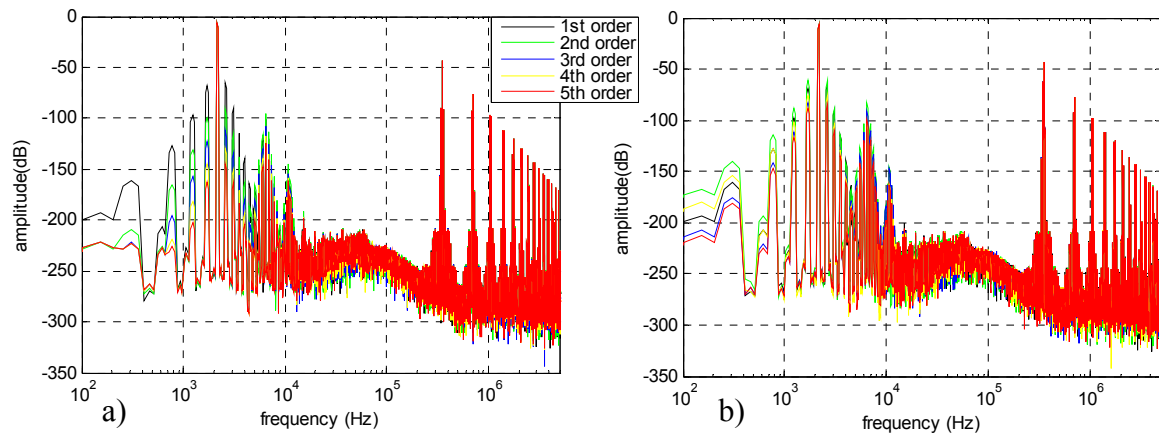 0
-50
-100
-150
-200
-250
-300
-350
amplitude(dB)
10^2 10^3 10^4 10^5 10^6
frequency (Hz)
a)
1st order
2nd order
3rd order
4th order
5th order
0
-50
-100
-150
-200
-250
-300
-350
amplitude(dB)
10^2 10^3 10^4 10^5 10^6
frequency (Hz)
b)